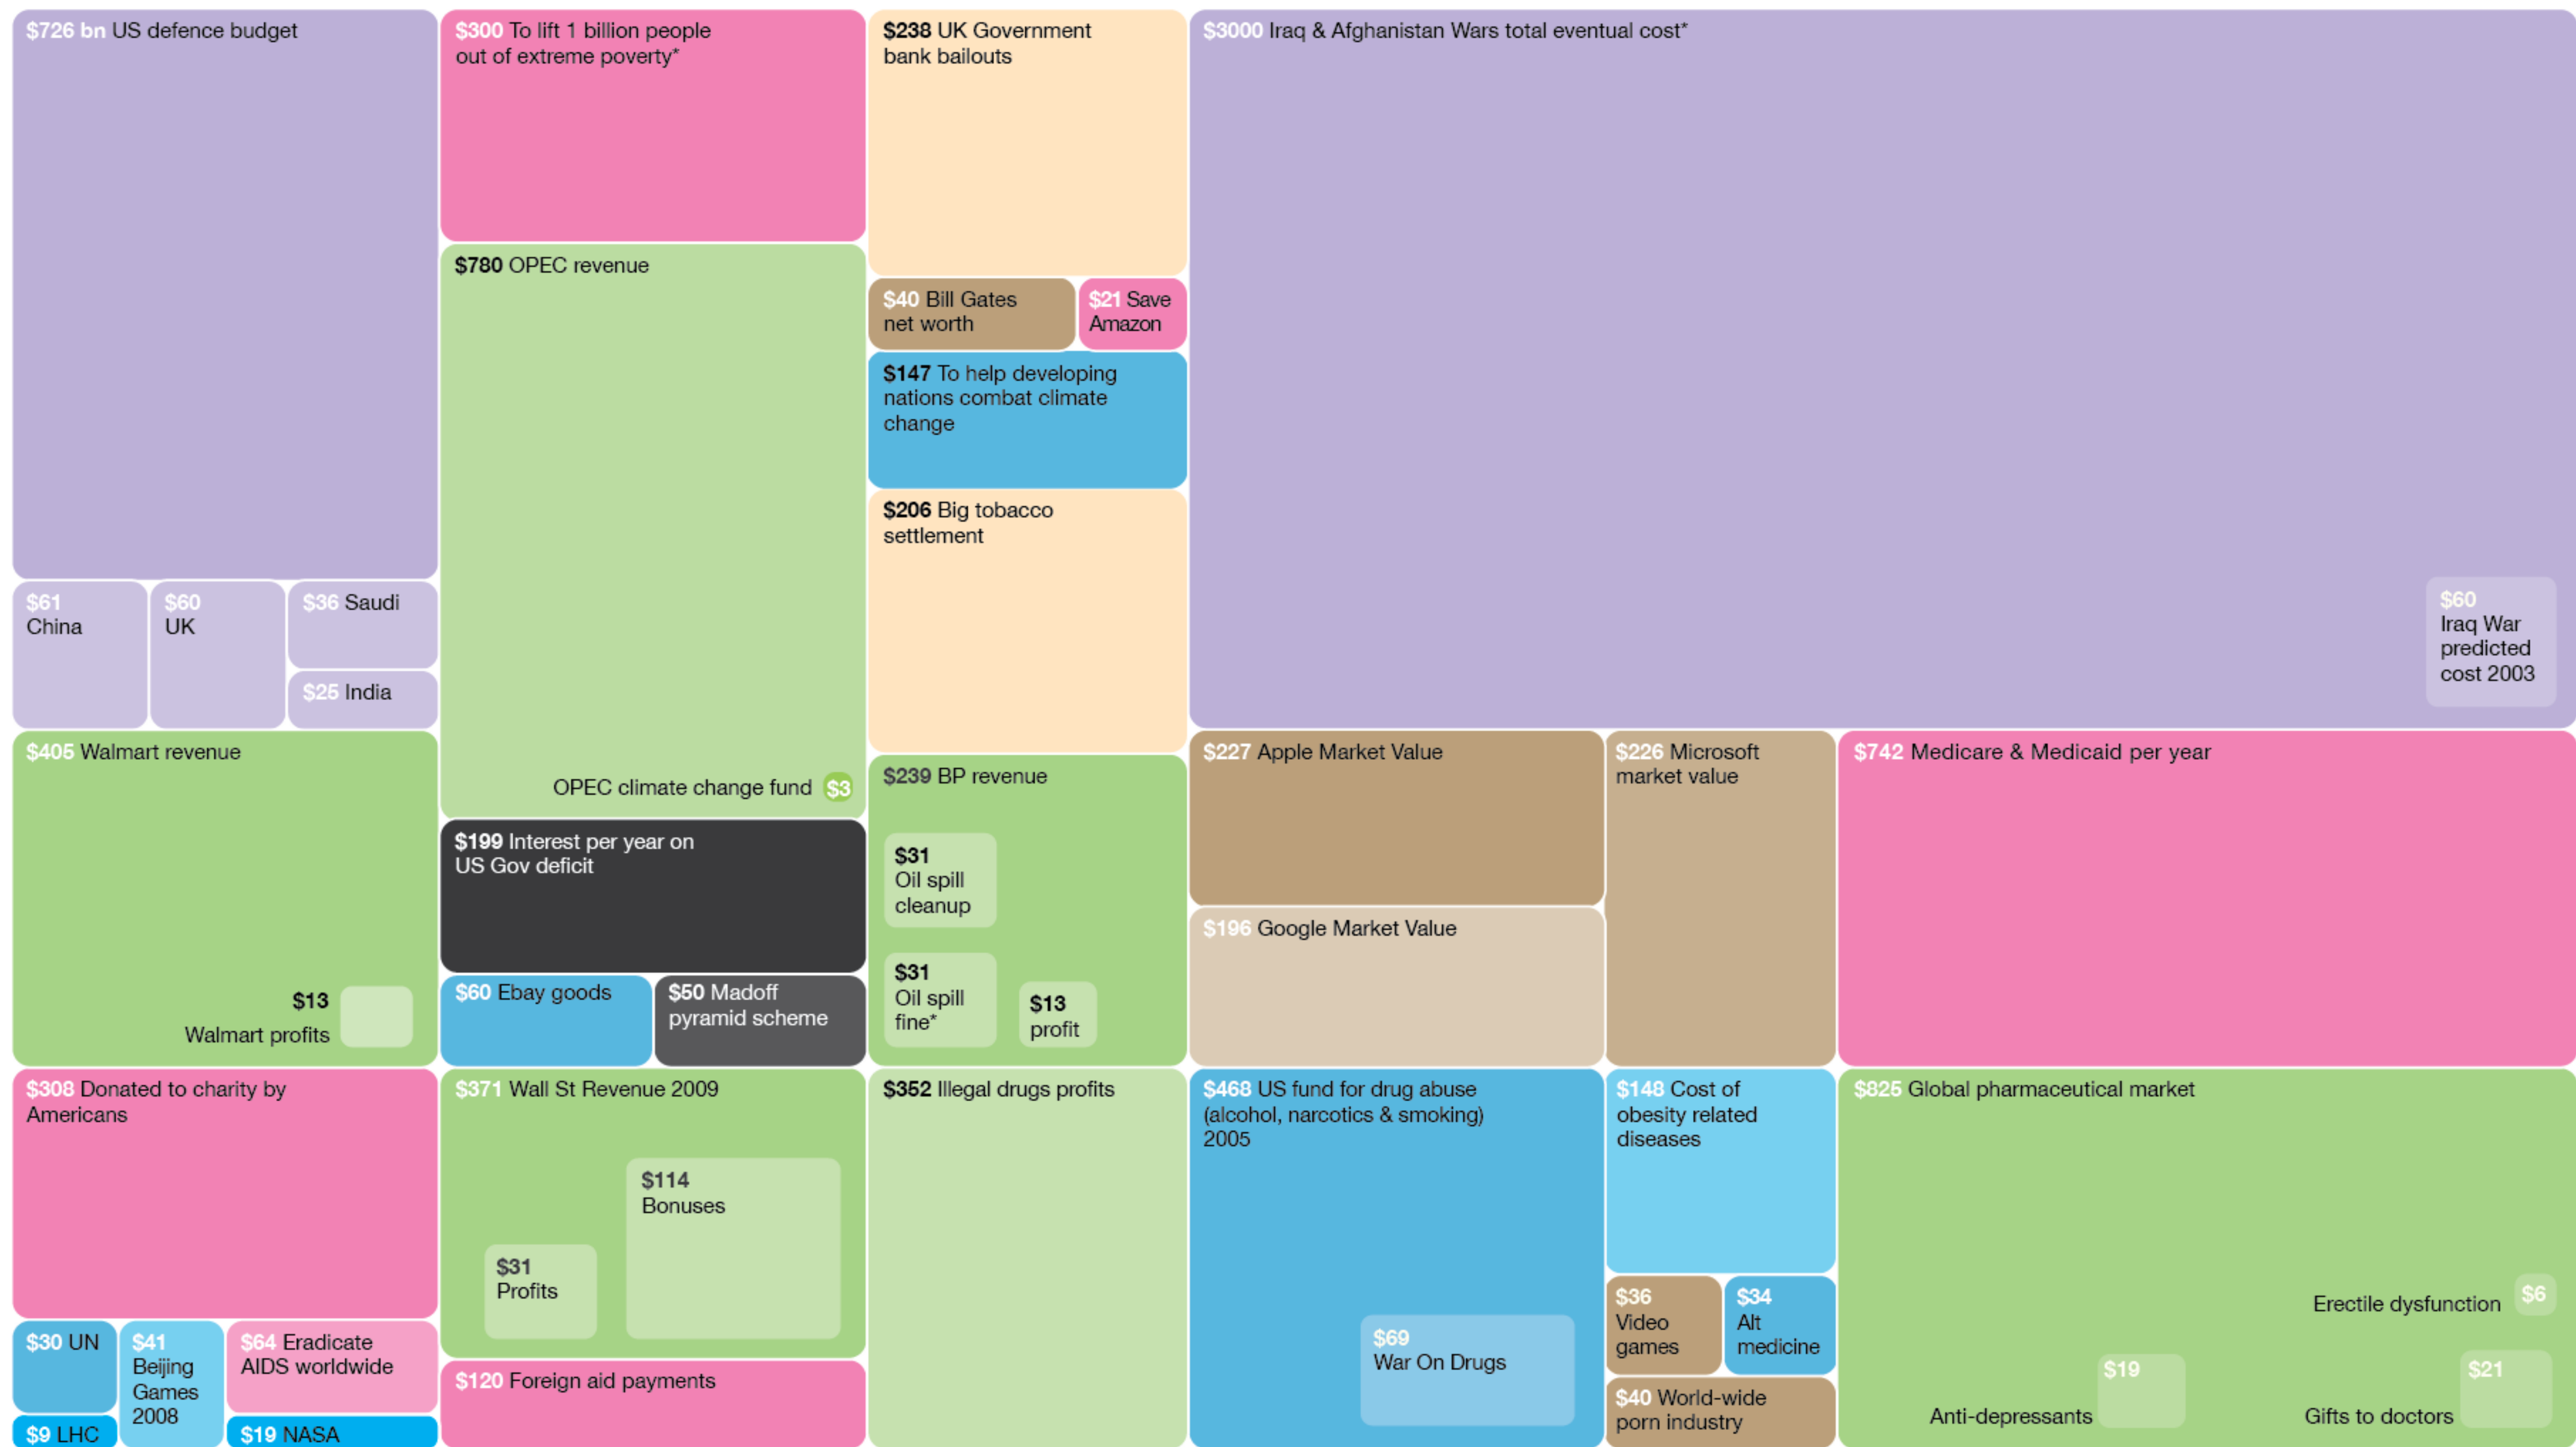 $726 bn US defence budget
$61
China
$60
UK
$36 Saudi
$25 India
$405 Walmart revenue
$13
Walmart profits
$308 Donated to charity by
Americans
$30 UN
$9 LHC
$41
Beijing
Games
2008
$64 Eradicate
AIDS worldwide
$19 NASA
$300 To lift 1 billion people
out of extreme poverty*
$780 OPEC revenue
OPEC climate change fund $3
$199 Interest per year on
US Gov deficit
$60 Ebay goods
$50 Madoff
pyramid scheme
$371 Wall St Revenue 2009
$114
Bonuses
$31
Profits
$120 Foreign aid payments
$238 UK Government
bank bailouts
$40 Bill Gates
net worth
$21 Save
Amazon
$147 To help developing
nations combat climate
change
$206 Big tobacco
settlement
$239 BP revenue
$31
Oil spill
cleanup
$31
Oil spill
fine*
$13
profit
$352 Illegal drugs profits
$3000 Iraq & Afghanistan Wars total eventual cost*
$60
Iraq War
predicted
cost 2003
$227 Apple Market Value
$196 Google Market Value
$226 Microsoft
market value
$742 Medicare & Medicaid per year
$468 US fund for drug abuse
(alcohol, narcotics & smoking)
2005
$69
War On Drugs
$148 Cost of
obesity related
diseases
$36
Video
games
$34
Alt
medicine
$40 World-wide
porn industry
$825 Global pharmaceutical market
Erectile dysfunction $6
$19
Anti-depressants
$21
Gifts to doctors